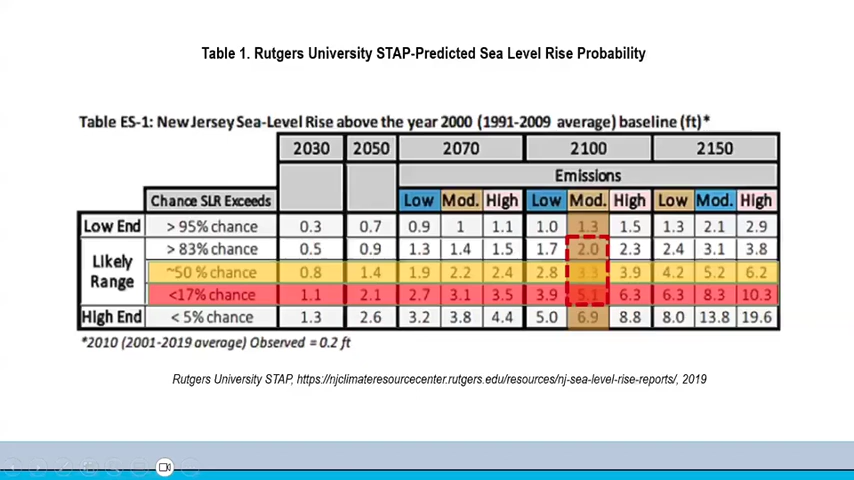 Table 1. Rutgers University STAP-Predicted Sea Level Rise Probability
Table ES-1: New Jersey Sea-Level Rise above the year 2000 (1991-2009 average) baseline (ft)*
2030 2050 2070 2100 2150
Emissions
Chance SLR Exceeds Low Mod. High Low Mod. High Low Mod. High
Low End > 95% chance 0.3 0.7 0.9 1 1.1 1.0 1.3 1.5 1.3 2.1 2.9
Likely Range > 83% chance 0.5 0.9 1.3 1.4 1.5 1.7 2.0 2.3 2.4 3.1 3.8
~50 % chance 0.8 1.4 1.9 2.2 2.4 2.8 3.3 3.9 4.2 5.2 6.2
<17% chance 1.1 2.1 2.7 3.1 3.5 3.9 5.1 6.3 6.3 8.3 10.3
High End < 5% chance 1.3 2.6 3.2 3.8 4.4 5.0 6.9 8.8 8.0 13.8 19.6
*2010 (2001-2019 average) Observed = 0.2 ft
Rutgers University STAP, https://njclimateresourcecenter.rutgers.edu/resources/nj-sea-level-rise-reports/, 2019